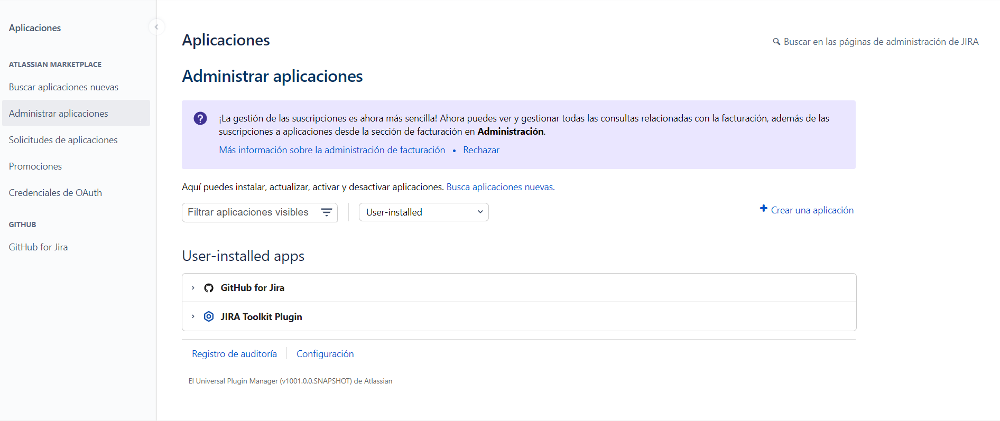 Aplicaciones
ATLASSIAN MARKETPLACE
Buscar aplicaciones nuevas
Administrar aplicaciones
Solicitudes de aplicaciones
Promociones
Credenciales de OAuth
GITHUB
GitHub for Jira
Aplicaciones
Buscar en las páginas de administración de JIRA
Administrar aplicaciones
¡La gestión de las suscripciones es ahora más sencilla! Ahora puedes ver y gestionar todas las consultas relacionadas con la facturación, además de las
suscripciones a aplicaciones desde la sección de facturación en Administración.
Más información sobre la administración de facturación • Rechazar
Aquí puedes instalar, actualizar, activar y desactivar aplicaciones. Busca aplicaciones nuevas.
Filtrar aplicaciones visibles
User-installed
Crear una aplicación
User-installed apps
GitHub for Jira
JIRA Toolkit Plugin
Registro de auditoría
Configuración
El Universal Plugin Manager (v1001.0.0.SNAPSHOT) de Atlassian